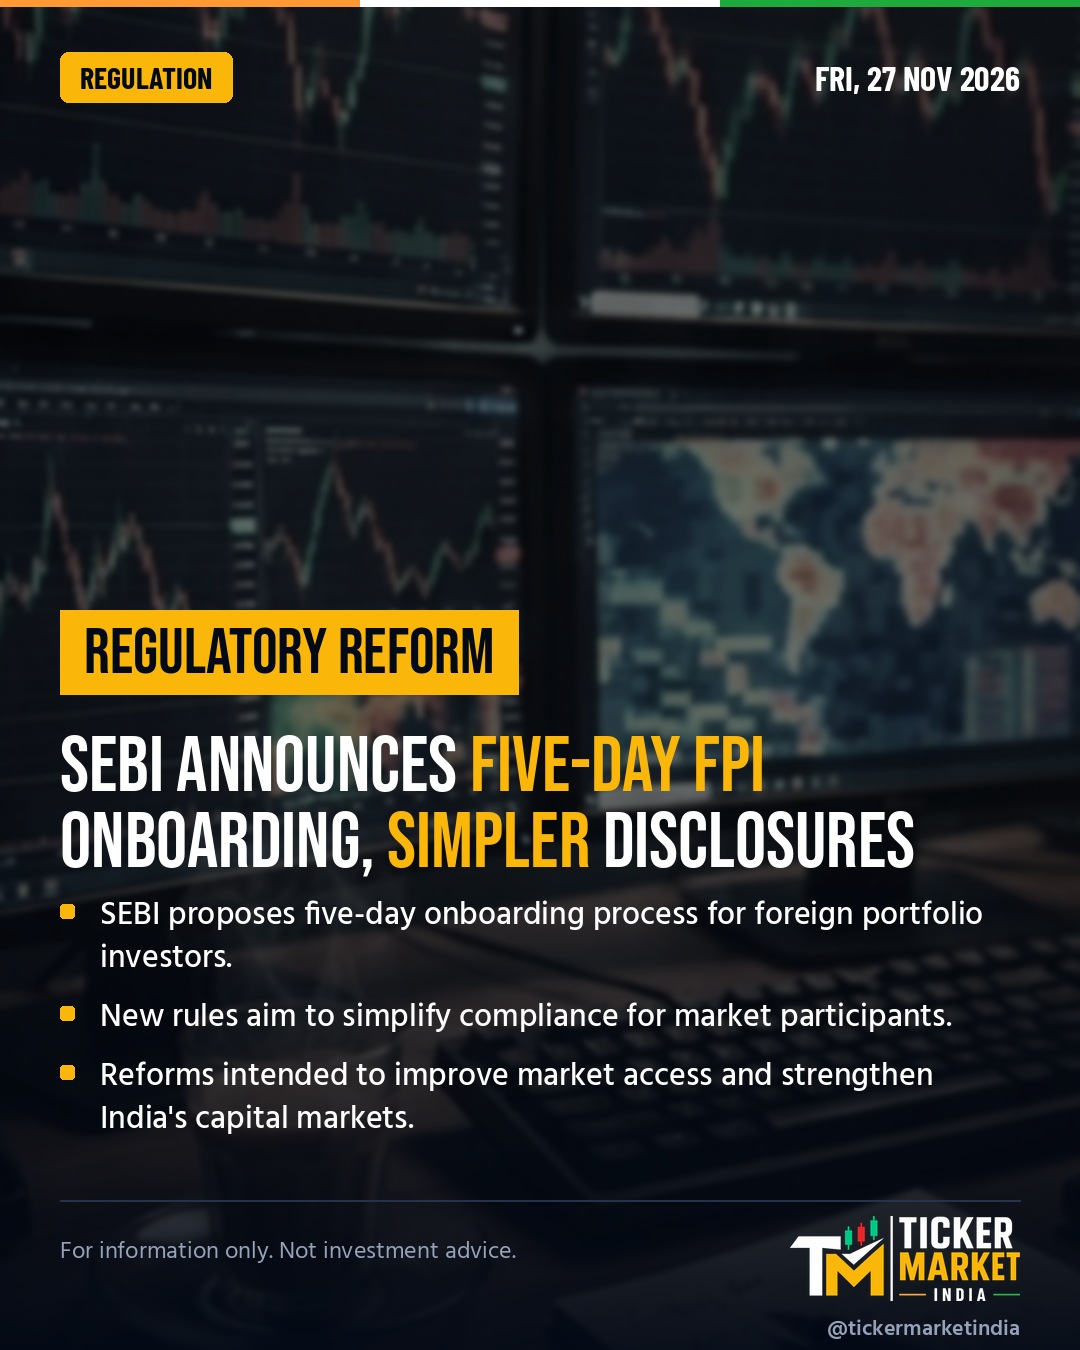 REGULATION
FRI, 27 NOV 2026
REGULATORY REFORM
SEBI ANNOUNCES FIVE-DAY FPI
ONBOARDING, SIMPLER DISCLOSURES
SEBI proposes five-day onboarding process for foreign portfolio
investors.
New rules aim to simplify compliance for market participants.
Reforms intended to improve market access and strengthen
India's capital markets.
For information only. Not investment advice.
TM
TICKER
MARKET
INDIA
@tickermarketindia